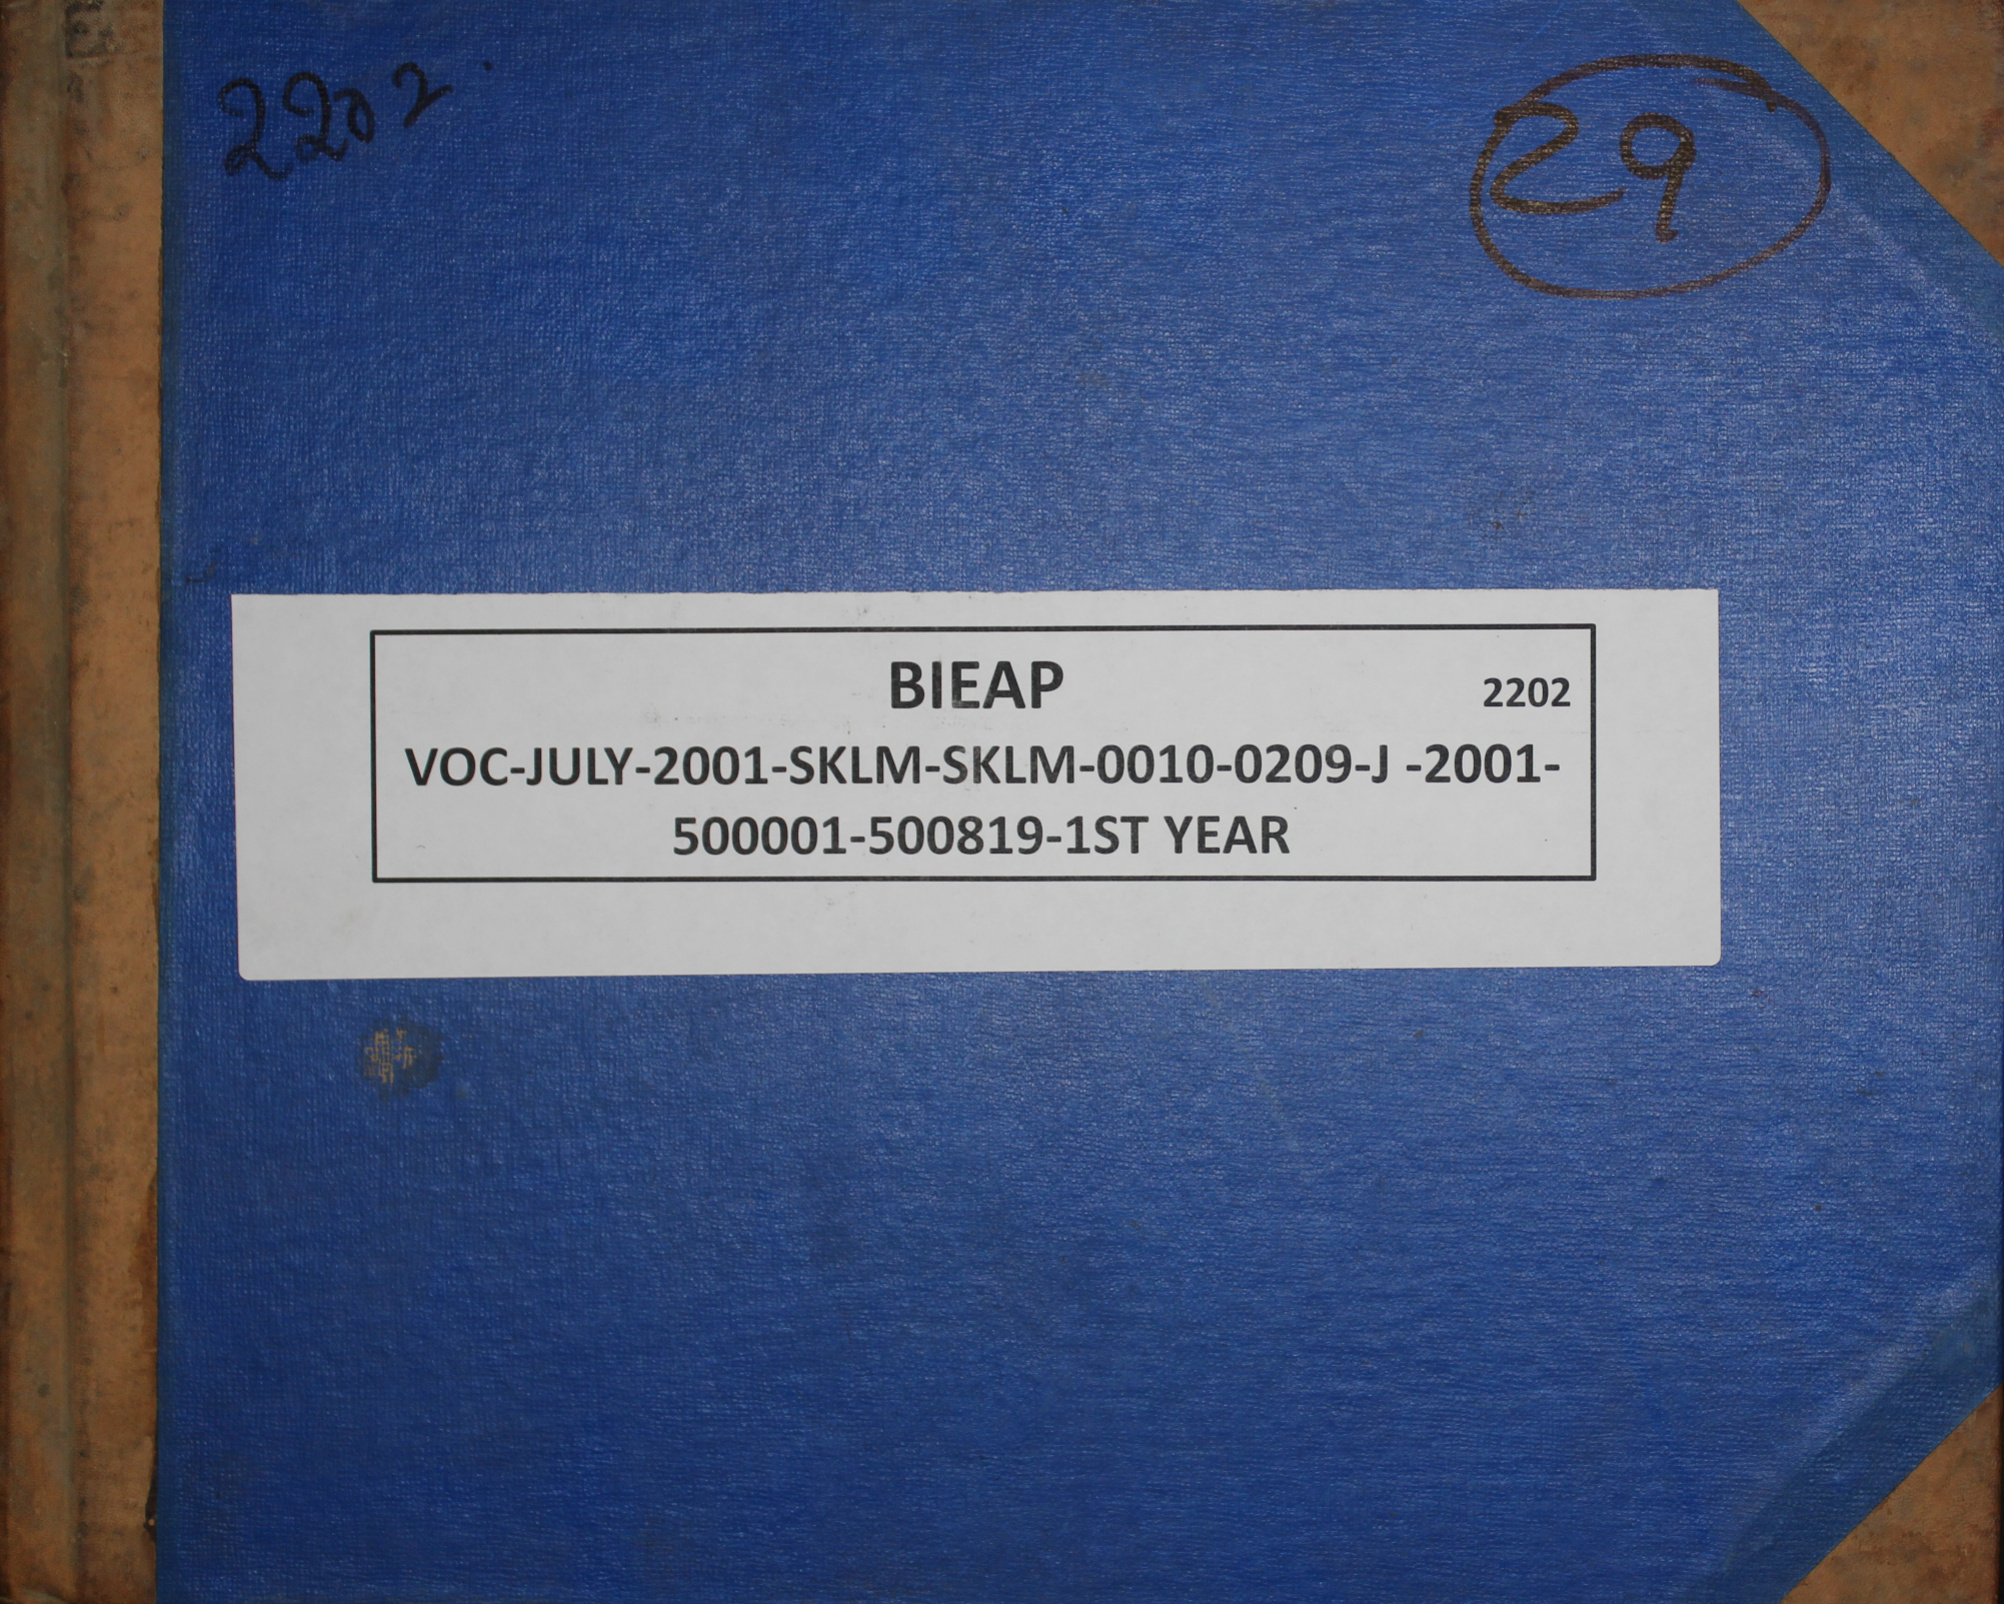 2202.
29
BIEAP 2202
VOC-JULY-2001-SKLM-SKLM-0010-0209-J -2001-
500001-500819-1ST YEAR